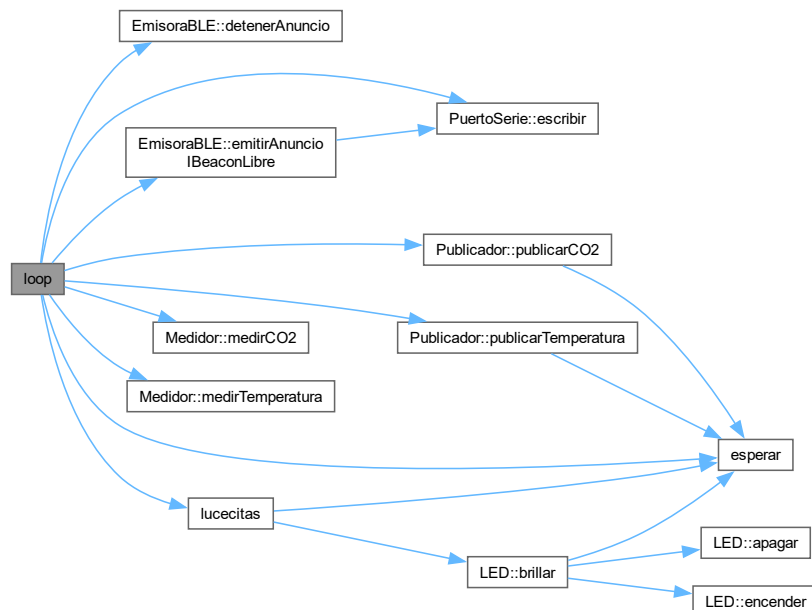 EmisoraBLE::detenerAnuncio
PuertoSerie::escribir
EmisoraBLE::emitirAnuncio
IBeaconLibre
Publicador::publicarCO2
loop
Medidor::medirCO2
Publicador::publicarTemperatura
Medidor::medirTemperatura
esperar
lucecitas
LED::apagar
LED::brillar
LED::encender